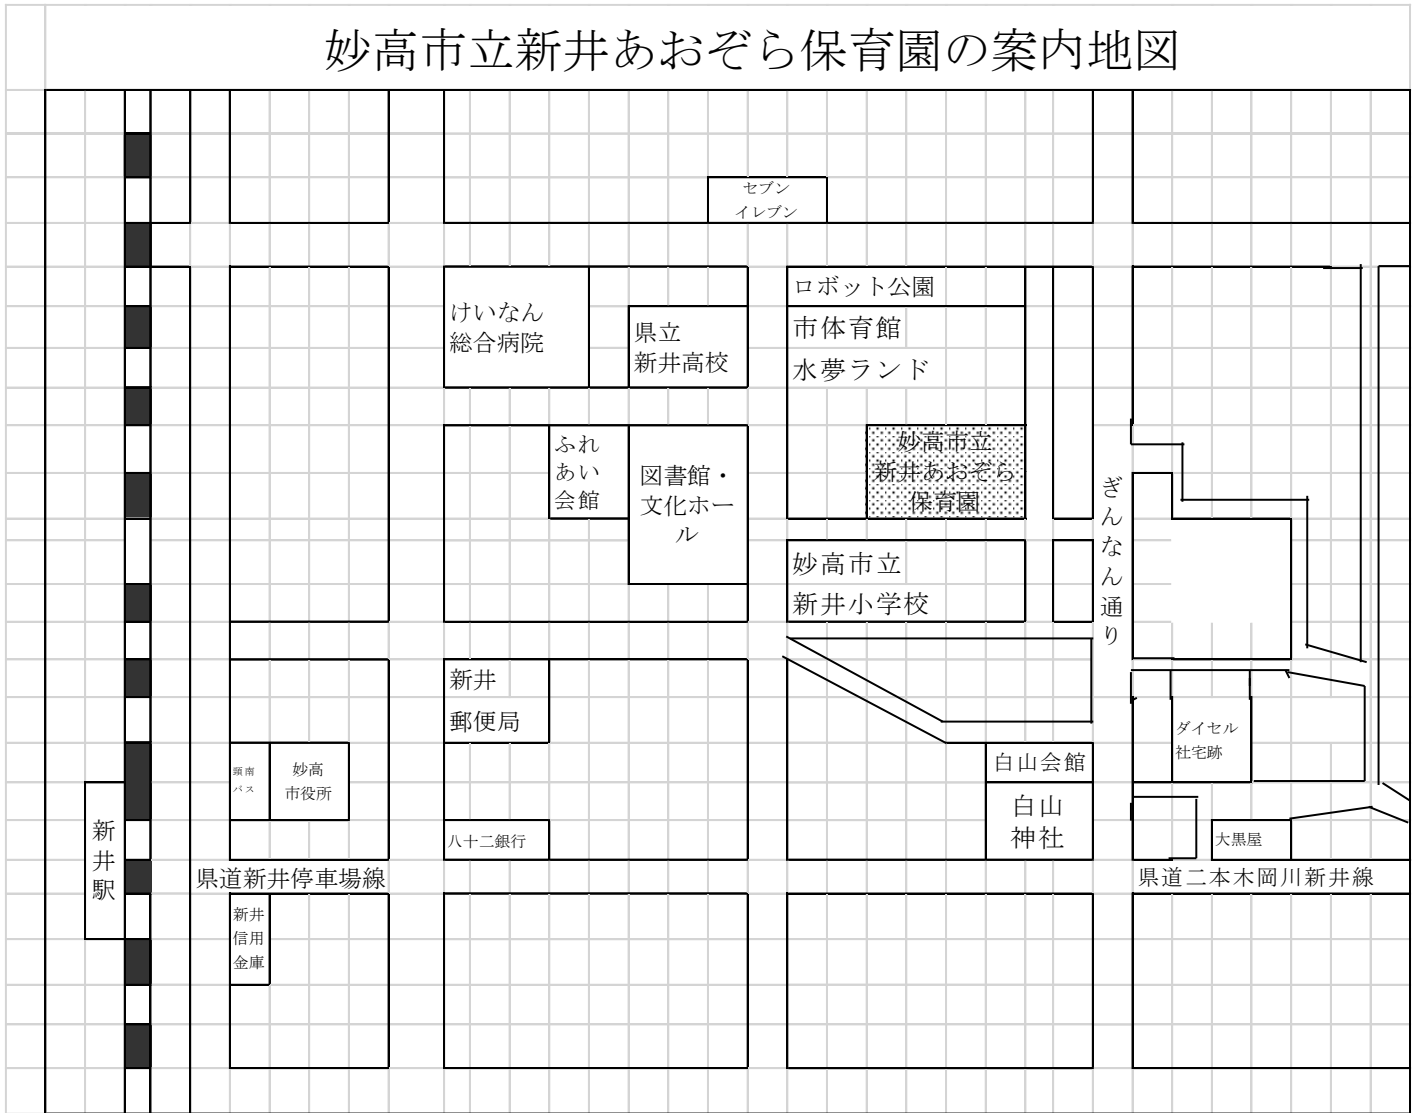 妙高市立新井あおぞら保育園の案内地図
セブン
イレブン
けいなん
総合病院
県立
新井高校
ロボット公園
市体育館
水夢ランド
ふれ
あい
会館
図書館・
文化ホー
ル
妙高市立
新井あおぞら
保育園
ぎんなん通り
妙高市立
新井小学校
新井
郵便局
頸南
バス
妙高
市役所
白山会館
白山
神社
ダイセル
社宅跡
新井駅
八十二銀行
大黒屋
県道新井停車場線
県道二本木岡川新井線
新井
信用
金庫